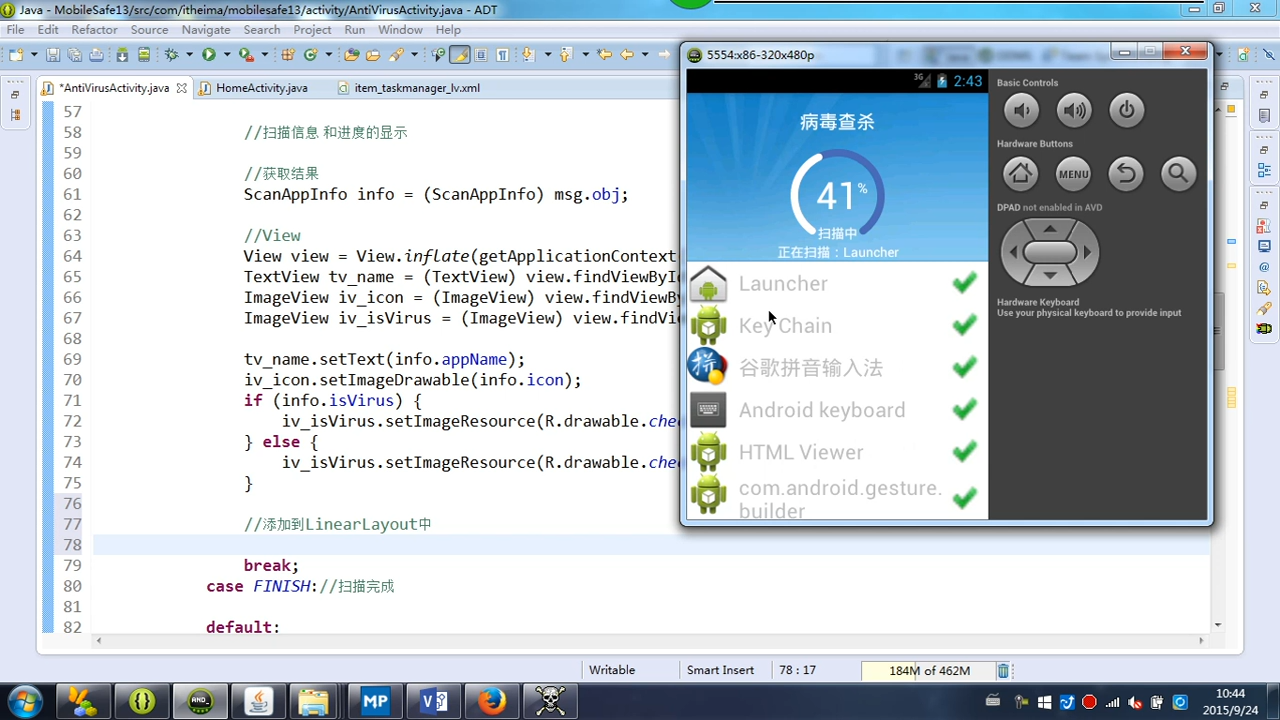 Java - MobileSafe13/src/com/itheima/mobilesafe13/activity/AntiVirusActivity.java - ADT
File Edit Refactoring Source Navigate Search Project Run Window Help
*AntiVirusActivity.java
HomeActivity.java
item_taskmanager_lv.xml
57
58 //扫描信息 和进度的显示
59
60 //获取结果
61 ScanAppInfo info = (ScanAppInfo) msg.obj;
62
63 //View
64 View view = View.inflate(getApplicationContext
65 TextView tv_name = (TextView) view.findViewById
66 ImageView iv_icon = (ImageView) view.findViewBy
67 ImageView iv_isVirus = (ImageView) view.findVi
68
69 tv_name.setText(info.appName);
70 iv_icon.setImageDrawable(info.icon);
71 if (info.isVirus) {
72 iv_isVirus.setImageResource(R.drawable.che
73 } else {
74 iv_isVirus.setImageResource(R.drawable.che
75 }
76
77 //添加到LinearLayout中
78
79 break;
80 case FINISH://扫描完成
81
82 default:
Writable
Smart Insert
78 : 17
184M of 462M
5554:x86-320x480p
3G
2:43
病毒查杀
41%
扫描中
正在扫描：Launcher
Launcher
Key Chain
谷歌拼音输入法
Android keyboard
HTML Viewer
com.android.gesture.
builder
Basic Controls
Hardware Buttons
MENU
DPAD not enabled in AVD
Hardware Keyboard
Use your physical keyboard to provide input
10:44
2015/9/24